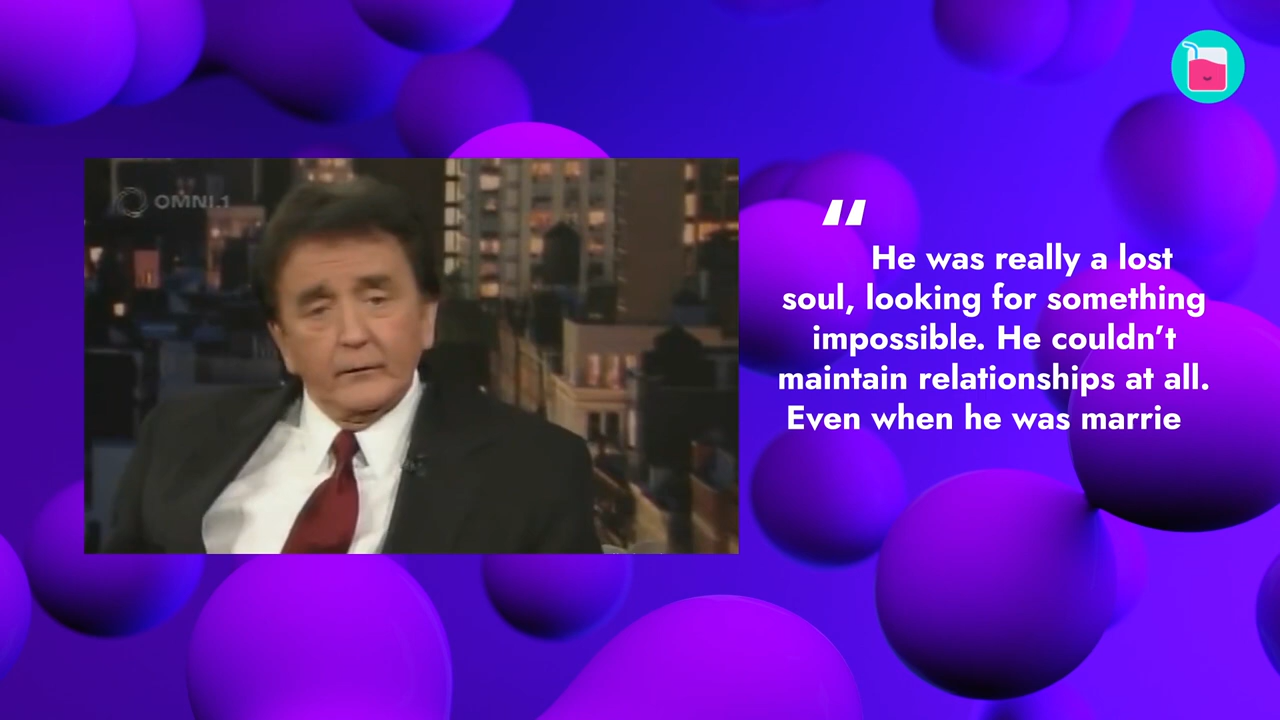 OMNI.1
“
He was really a lost
soul, looking for something
impossible. He couldn’t
maintain relationships at all.
Even when he was marrie